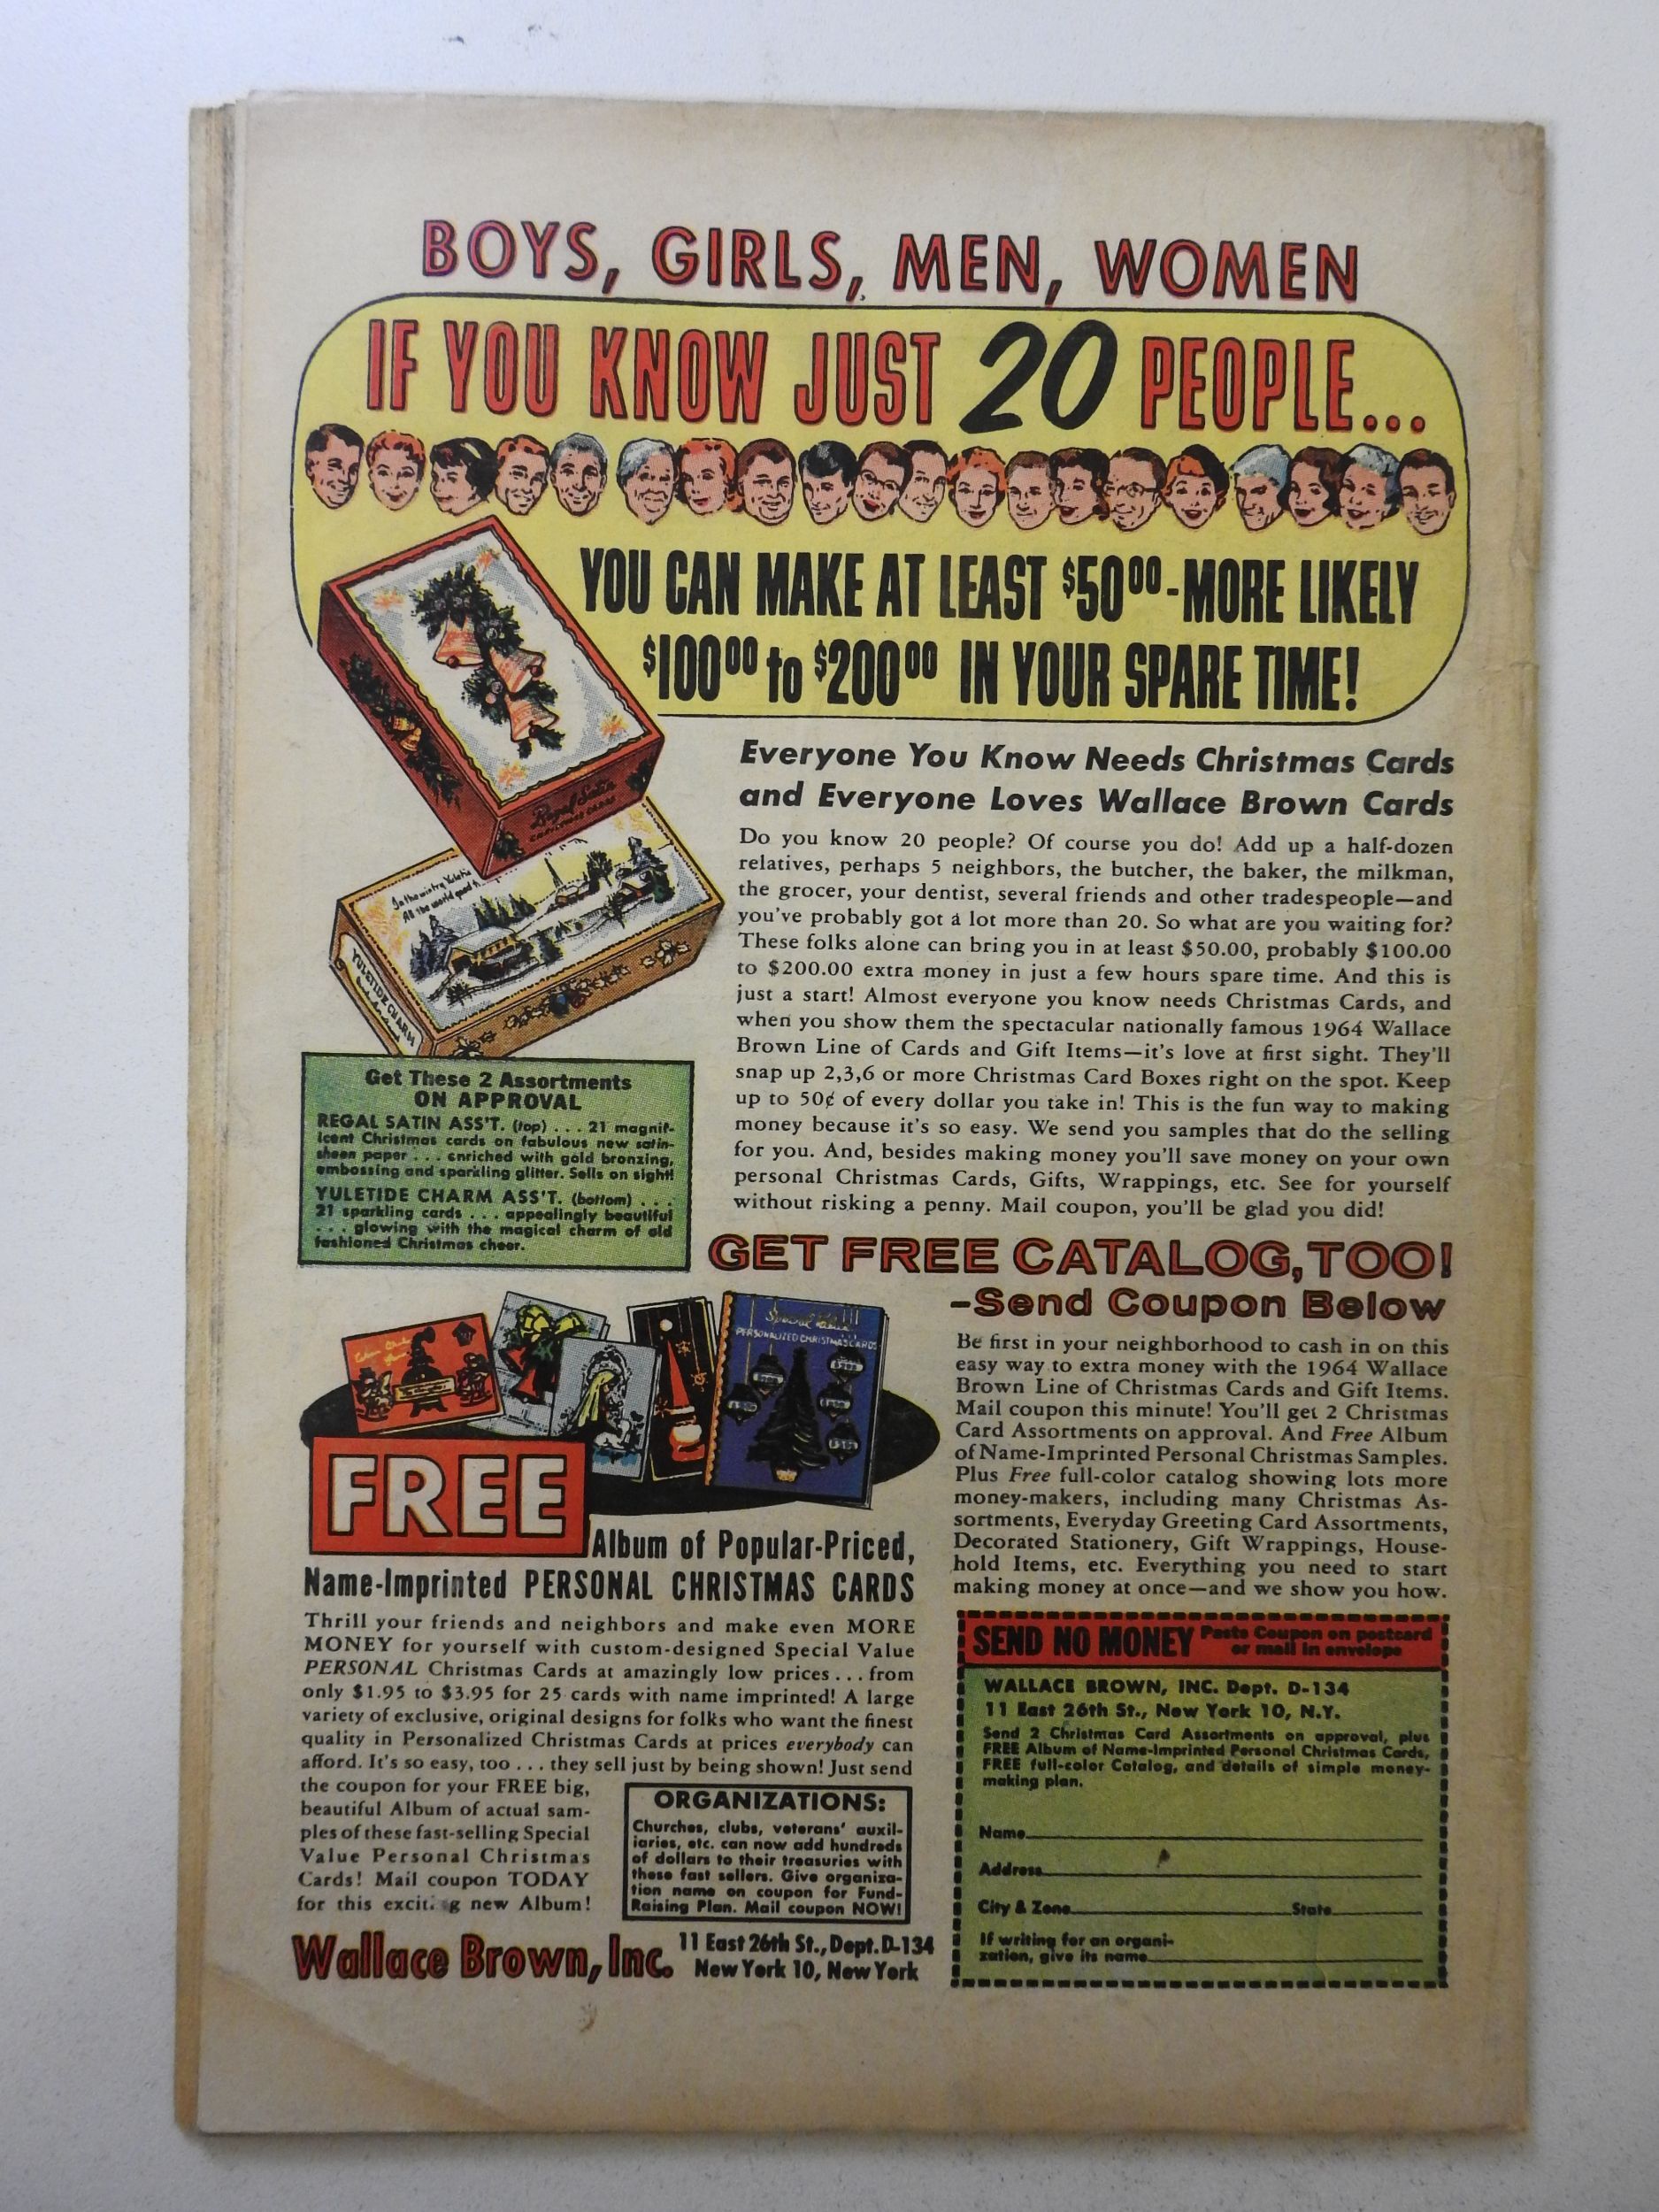 BOYS, GIRLS, MEN, WOMEN
IF YOU KNOW JUST 20 PEOPLE...
YOU CAN MAKE AT LEAST $50.00-MORE LIKELY
$100.00 to $200.00 IN YOUR SPARE TIME!
Regal Satin
CHRISTMAS CARDS
In the wintry Yuletide
All the world good
YULETIDE CHARM
Everyone You Know Needs Christmas Cards
and Everyone Loves Wallace Brown Cards
Do you know 20 people? Of course you do! Add up a half-dozen
relatives, perhaps 5 neighbors, the butcher, the baker, the milkman,
the grocer, your dentist, several friends and other tradespeople—and
you've probably got a lot more than 20. So what are you waiting for?
These folks alone can bring you in at least $50.00, probably $100.00
to $200.00 extra money in just a few hours spare time. And this is
just a start! Almost everyone you know needs Christmas Cards, and
when you show them the spectacular nationally famous 1964 Wallace
Brown Line of Cards and Gift Items—it's love at first sight. They'll
snap up 2,3,6 or more Christmas Card Boxes right on the spot. Keep
up to 50¢ of every dollar you take in! This is the fun way to making
money because it's so easy. We send you samples that do the selling
for you. And, besides making money you'll save money on your own
personal Christmas Cards, Gifts, Wrappings, etc. See for yourself
without risking a penny. Mail coupon, you'll be glad you did!
Get These 2 Assortments
ON APPROVAL
REGAL SATIN ASS'T. (top) . . . 21 magnif-
icent Christmas cards on fabulous new satin-
sheen paper . . . enriched with gold bronzing,
embossing and sparkling glitter. Sells on sight!
YULETIDE CHARM ASS'T. (bottom) . . .
21 sparkling cards . . . appealingly beautiful
. . . glowing with the magical charm of old
fashioned Christmas cheer.
GET FREE CATALOG, TOO!
-Send Coupon Below
Be first in your neighborhood to cash in on this
easy way to extra money with the 1964 Wallace
Brown Line of Christmas Cards and Gift Items.
Mail coupon this minute! You'll get 2 Christmas
Card Assortments on approval. And Free Album
of Name-Imprinted Personal Christmas Samples.
Plus Free full-color catalog showing lots more
money-makers, including many Christmas As-
sortments, Everyday Greeting Card Assortments,
Decorated Stationery, Gift Wrappings, House-
hold Items, etc. Everything you need to start
making money at once—and we show you how.
Special Value
PERSONALIZED CHRISTMAS CARDS
FREE
Album of Popular-Priced,
Name-Imprinted PERSONAL CHRISTMAS CARDS
Thrill your friends and neighbors and make even MORE
MONEY for yourself with custom-designed Special Value
PERSONAL Christmas Cards at amazingly low prices . . . from
only $1.95 to $3.95 for 25 cards with name imprinted! A large
variety of exclusive, original designs for folks who want the finest
quality in Personalized Christmas Cards at prices everybody can
afford. It's so easy, too . . . they sell just by being shown! Just send
the coupon for your FREE big,
beautiful Album of actual sam-
ples of these fast-selling Special
Value Personal Christmas
Cards! Mail coupon TODAY
for this exciting new Album!
ORGANIZATIONS:
Churches, clubs, veterans' auxil-
iaries, etc. can now add hundreds
of dollars to their treasuries with
these fast sellers. Give organiza-
tion name on coupon for Fund-
Raising Plan. Mail coupon NOW!
Wallace Brown, Inc.
11 East 26th St., Dept. D-134
New York 10, New York
SEND NO MONEY Paste Coupon on postcard
or mail in envelope
WALLACE BROWN, INC. Dept. D-134
11 East 26th St., New York 10, N.Y.
Send 2 Christmas Card Assortments on approval, plus
FREE Album of Name-Imprinted Personal Christmas Cards,
FREE full-color Catalog, and details of simple money-
making plan.
Name
Address
City & Zone State
If writing for an organi-
zation, give its name